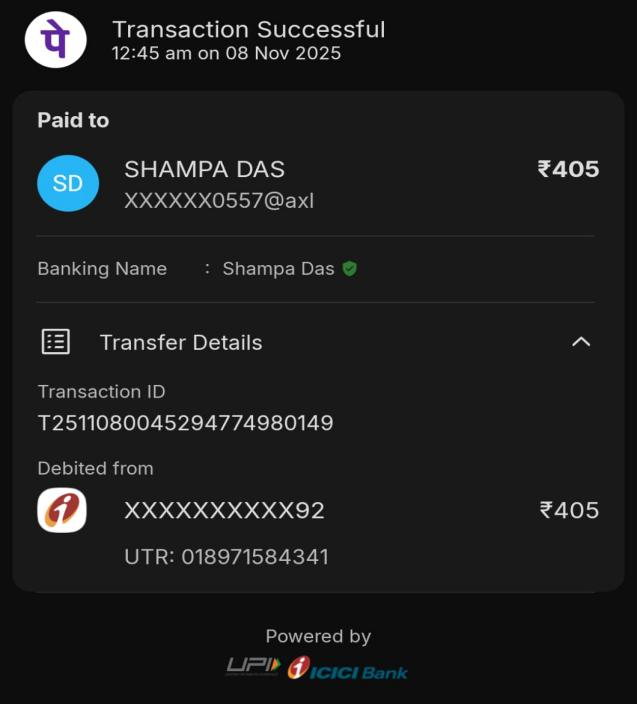 पे
Transaction Successful
12:45 am on 08 Nov 2025
Paid to
SD
SHAMPA DAS
₹405
XXXXXX0557@axl
Banking Name : Shampa Das
Transfer Details
Transaction ID
T2511080045294774980149
Debited from
XXXXXXXXXX92
₹405
UTR: 018971584341
Powered by
UPI
ICICI Bank